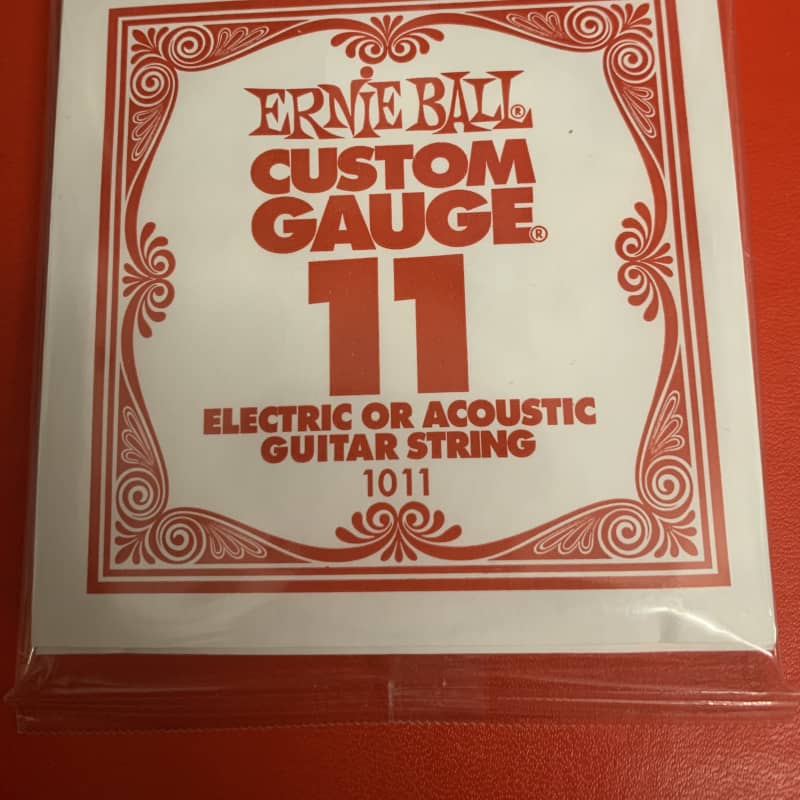 ERNIE BALL®
CUSTOM
GAUGE®
11
ELECTRIC OR ACOUSTIC
GUITAR STRING
1011